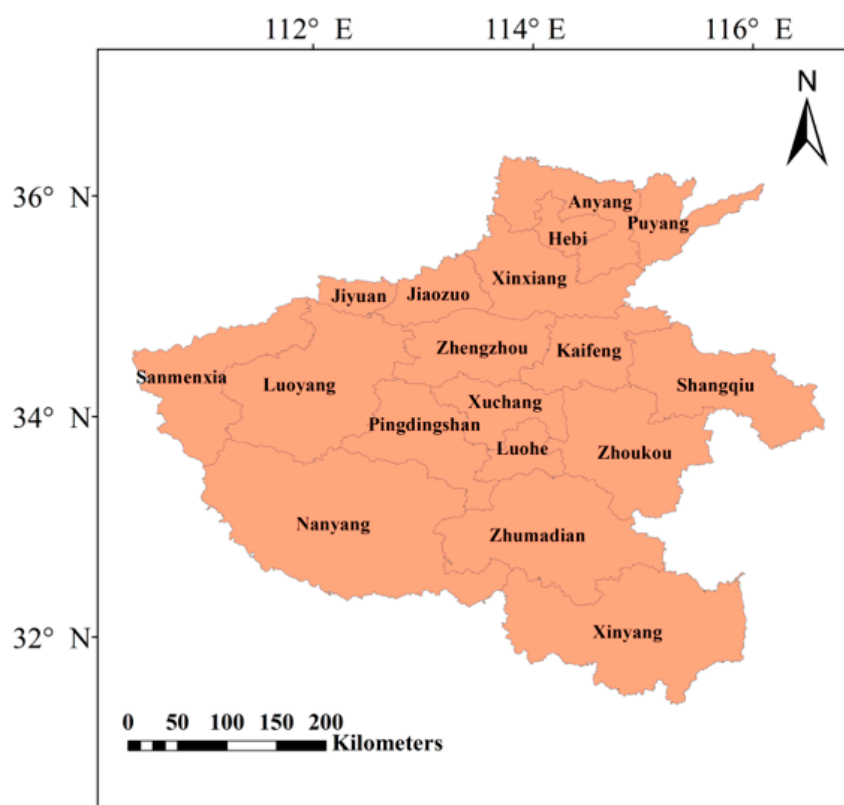 112° E 114° E 116° E
N
36° N
Anyang
Puyang
Hebi
Xinxiang
Jiyuan Jiaozuo
Zhengzhou Kaifeng
Sanmenxia Luoyang Shangqiu
34° N
Xuchang
Pingdingshan
Luohe Zhoukou
Nanyang
Zhumadian
32° N
Xinyang
0 50 100 150 200
Kilometers